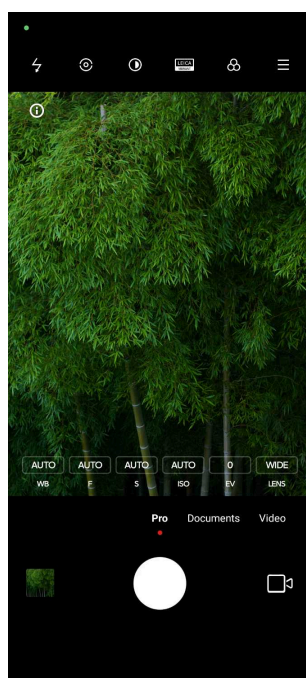 LEICA
AUTO AUTO AUTO AUTO 0 WIDE
WB F S ISO EV LENS
Pro Documents Video